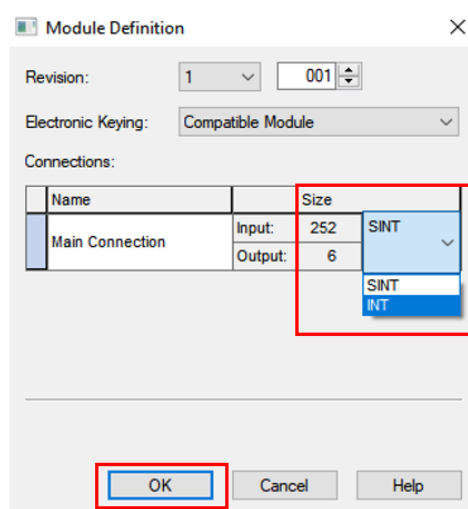 Module Definition
Revision: 1 001
Electronic Keying: Compatible Module
Connections:
Name Size
Main Connection Input: 252 SINT
Output: 6
SINT
INT
OK Cancel Help